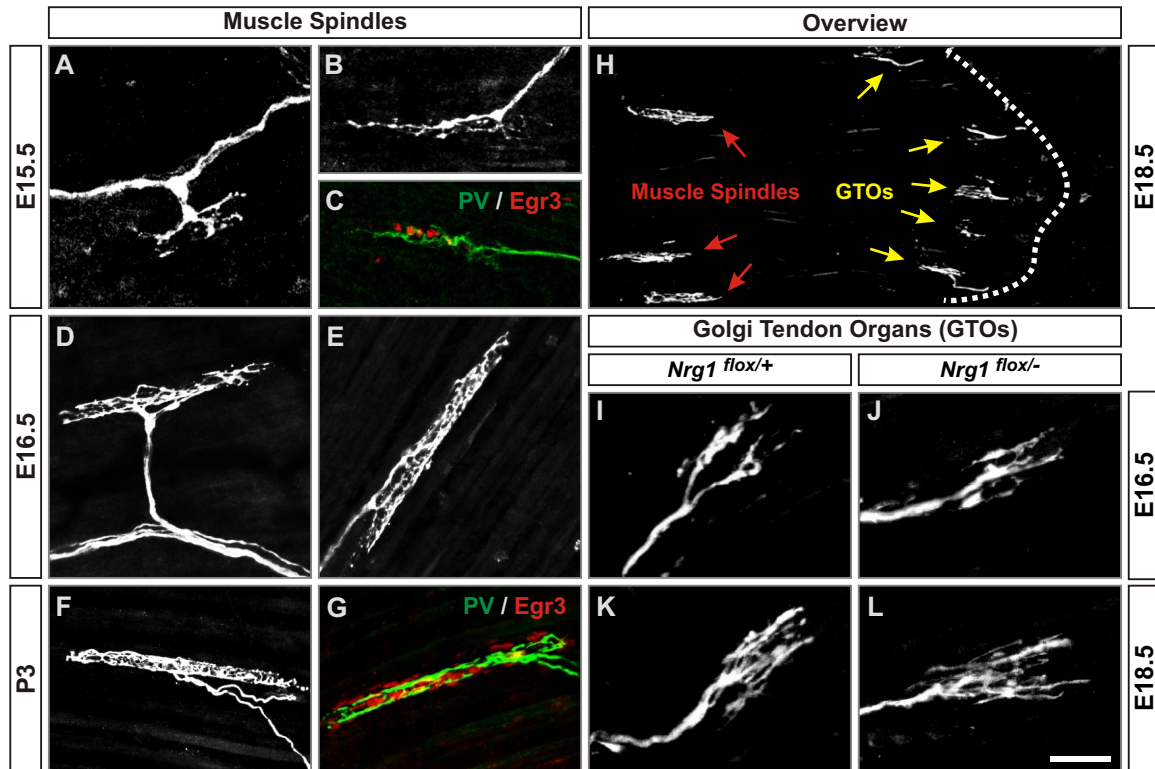 Muscle Spindles
Overview
E15.5
A
B
C
PV / Egr3
H
Muscle Spindles
GTOs
E18.5
E16.5
D
E
Golgi Tendon Organs (GTOs)
Nrg1 flox/+
Nrg1 flox/-
I
J
E16.5
P3
F
G
PV / Egr3
K
L
E18.5